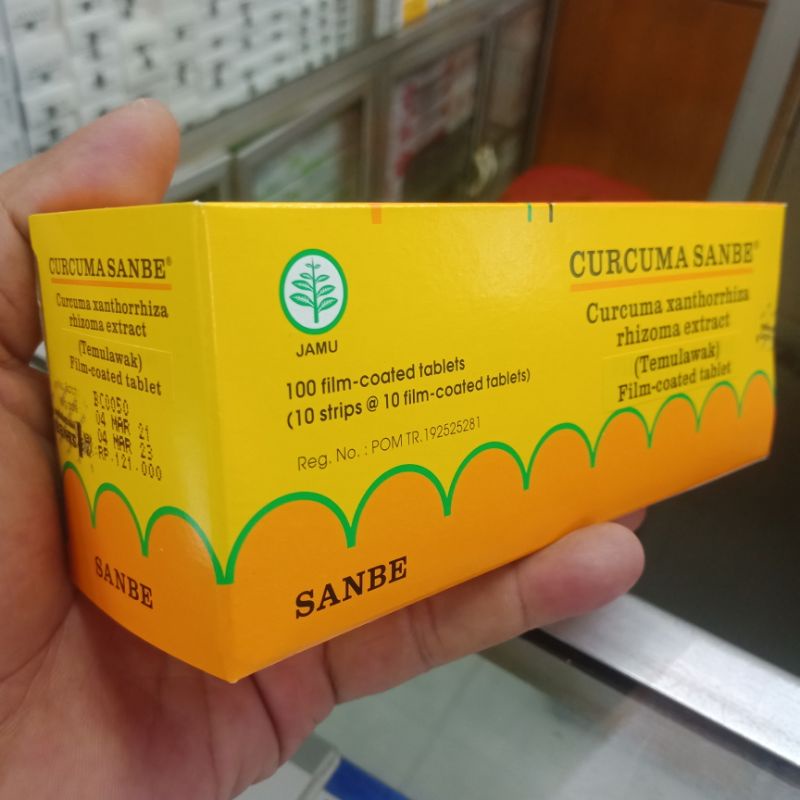 CURCUMA SANBE®
Curcuma xanthorrhiza
rhizoma extract
(Temulawak)
Film-coated tablet
BC0050
04 MAR 21
04 MAR 23
RP.121.000
SANBE
JAMU
100 film-coated tablets
(10 strips @ 10 film-coated tablets)
Reg. No. : POM TR.192525281
SANBE
CURCUMA SANBE®
Curcuma xanthorrhiza
rhizoma extract
(Temulawak)
Film-coated tablet